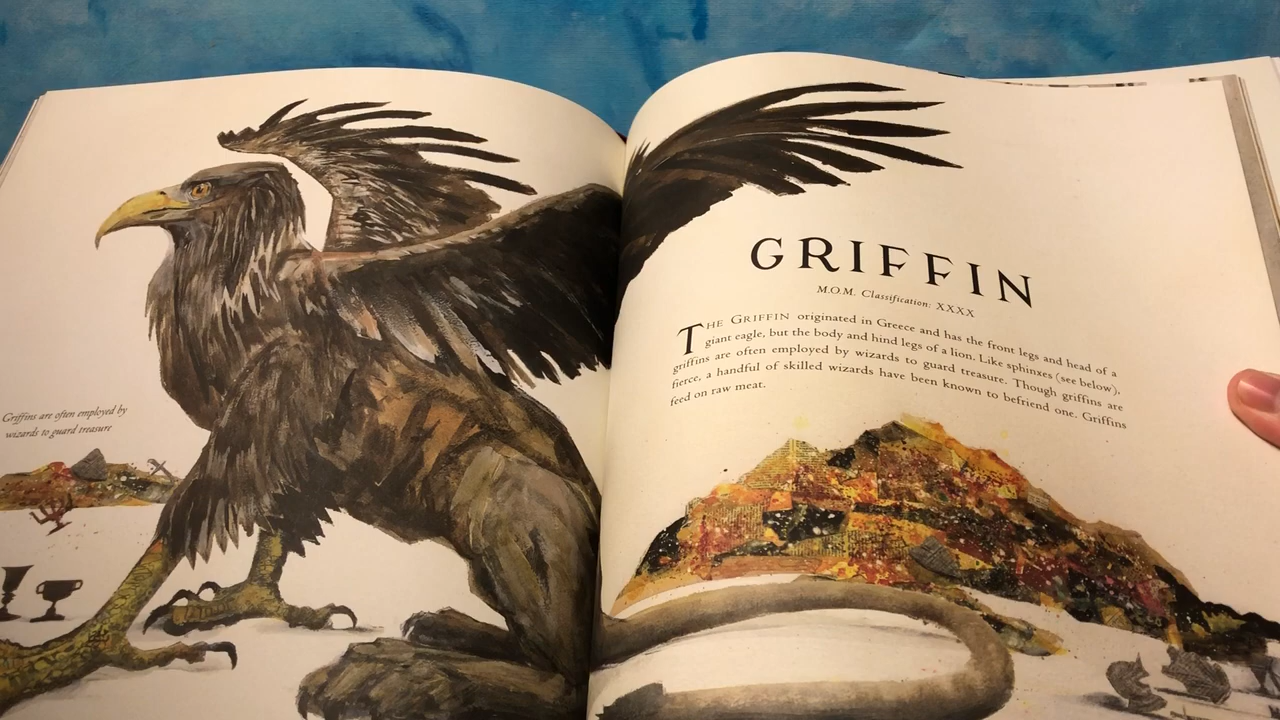 Griffins are often employed by
wizards to guard treasure
GRIFFIN
M.O.M. Classification: XXXX
THE GRIFFIN originated in Greece and has the front legs and head of a
giant eagle, but the body and hind legs of a lion. Like sphinxes (see below),
griffins are often employed by wizards to guard treasure. Though griffins are
fierce, a handful of skilled wizards have been known to befriend one. Griffins
feed on raw meat.